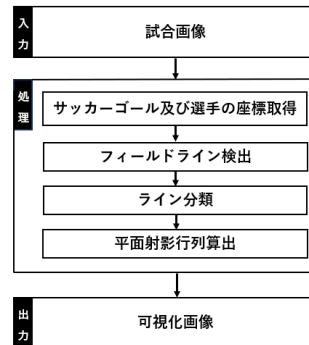 入力
試合画像
処理
サッカーゴール及び選手の座標取得
フィールドライン検出
ライン分類
平面射影行列算出
出力
可視化画像